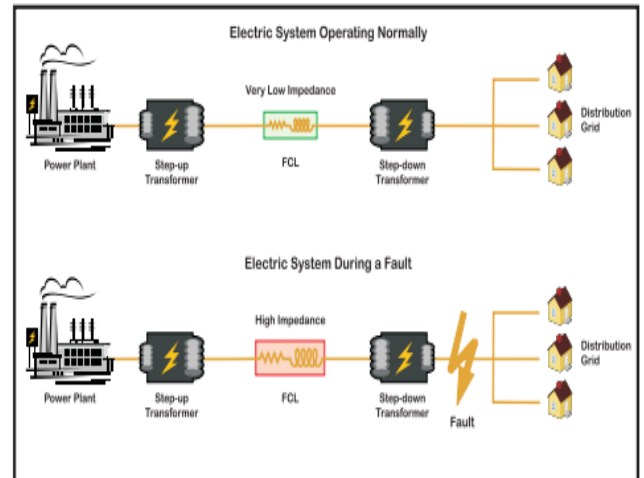 Electric System Operating Normally
Very Low Impedance
Power Plant
Step-up
Transformer
FCL
Step-down
Transformer
Distribution
Grid
Electric System During a Fault
High Impedance
Power Plant
Step-up
Transformer
FCL
Step-down
Transformer
Fault
Distribution
Grid